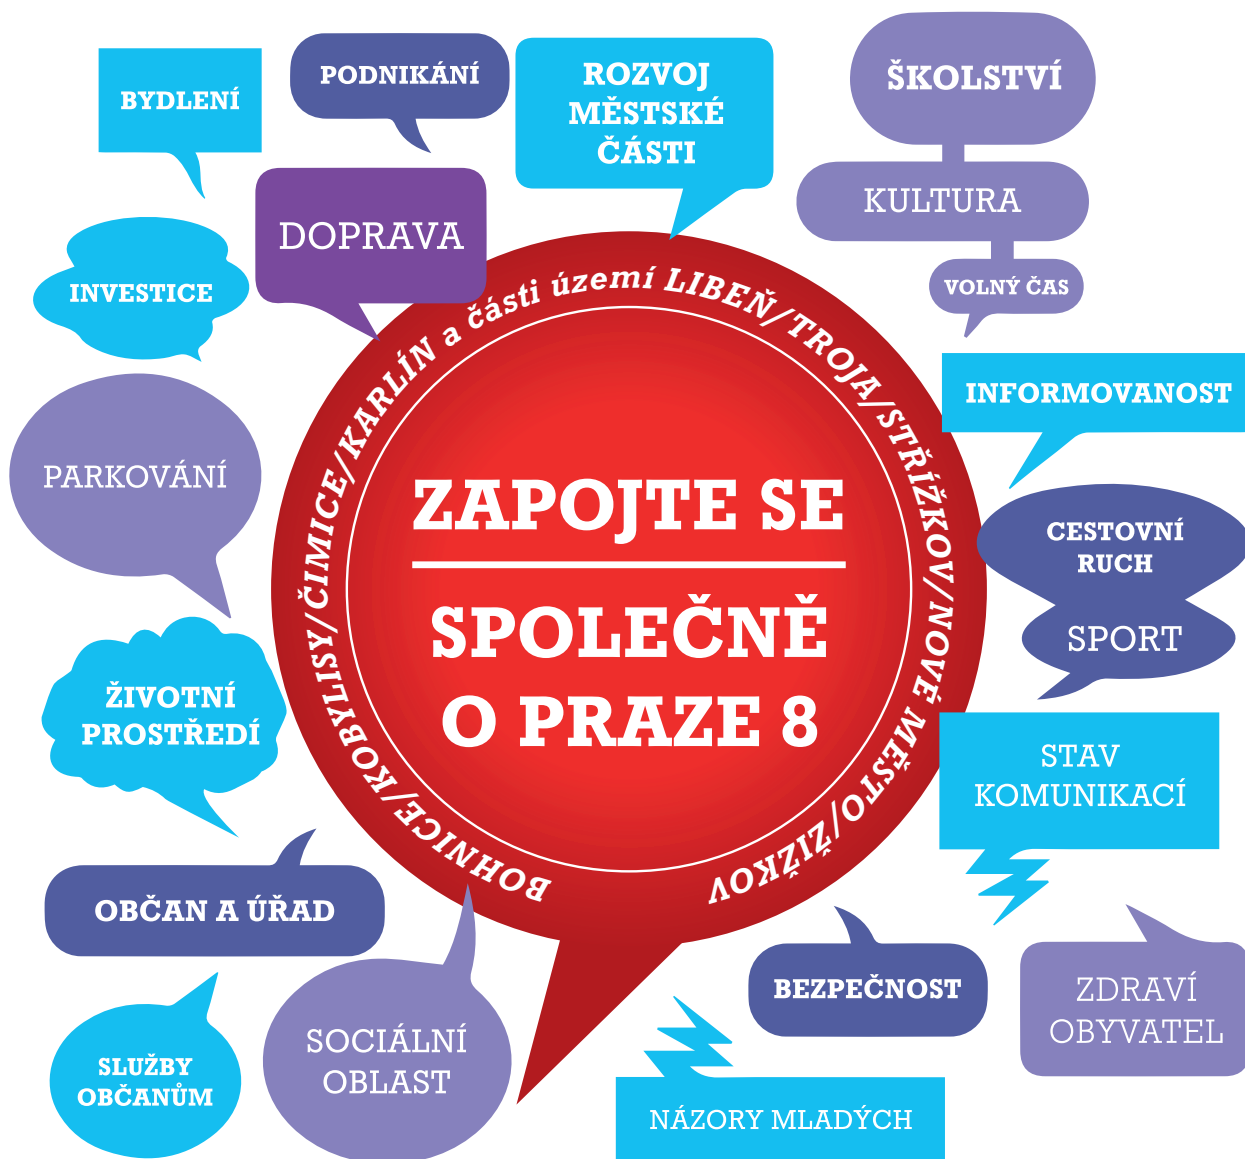 BYDLENÍ
PODNIKÁNÍ
ROZVOJ
MĚSTSKÉ
ČÁSTI
ŠKOLSTVÍ
KULTURA
VOLNÝ ČAS
DOPRAVA
INVESTICE
INFORMOVANOST
PARKOVÁNÍ
CESTOVNÍ
RUCH
SPORT
BOHNICE/KOBYLISY/ČIMICE/KARLÍN a části území LIBEŇ/TROJA/STŘÍŽKOV/NOVÉ MĚSTO/ŽIŽKOV
ZAPOJTE SE
SPOLEČNĚ
O PRAZE 8
ŽIVOTNÍ
PROSTŘEDÍ
STAV
KOMUNIKACÍ
OBČAN A ÚŘAD
BEZPEČNOST
ZDRAVÍ
OBYVATEL
SOCIÁLNÍ
OBLAST
SLUŽBY
OBČANŮM
NÁZORY MLADÝCH